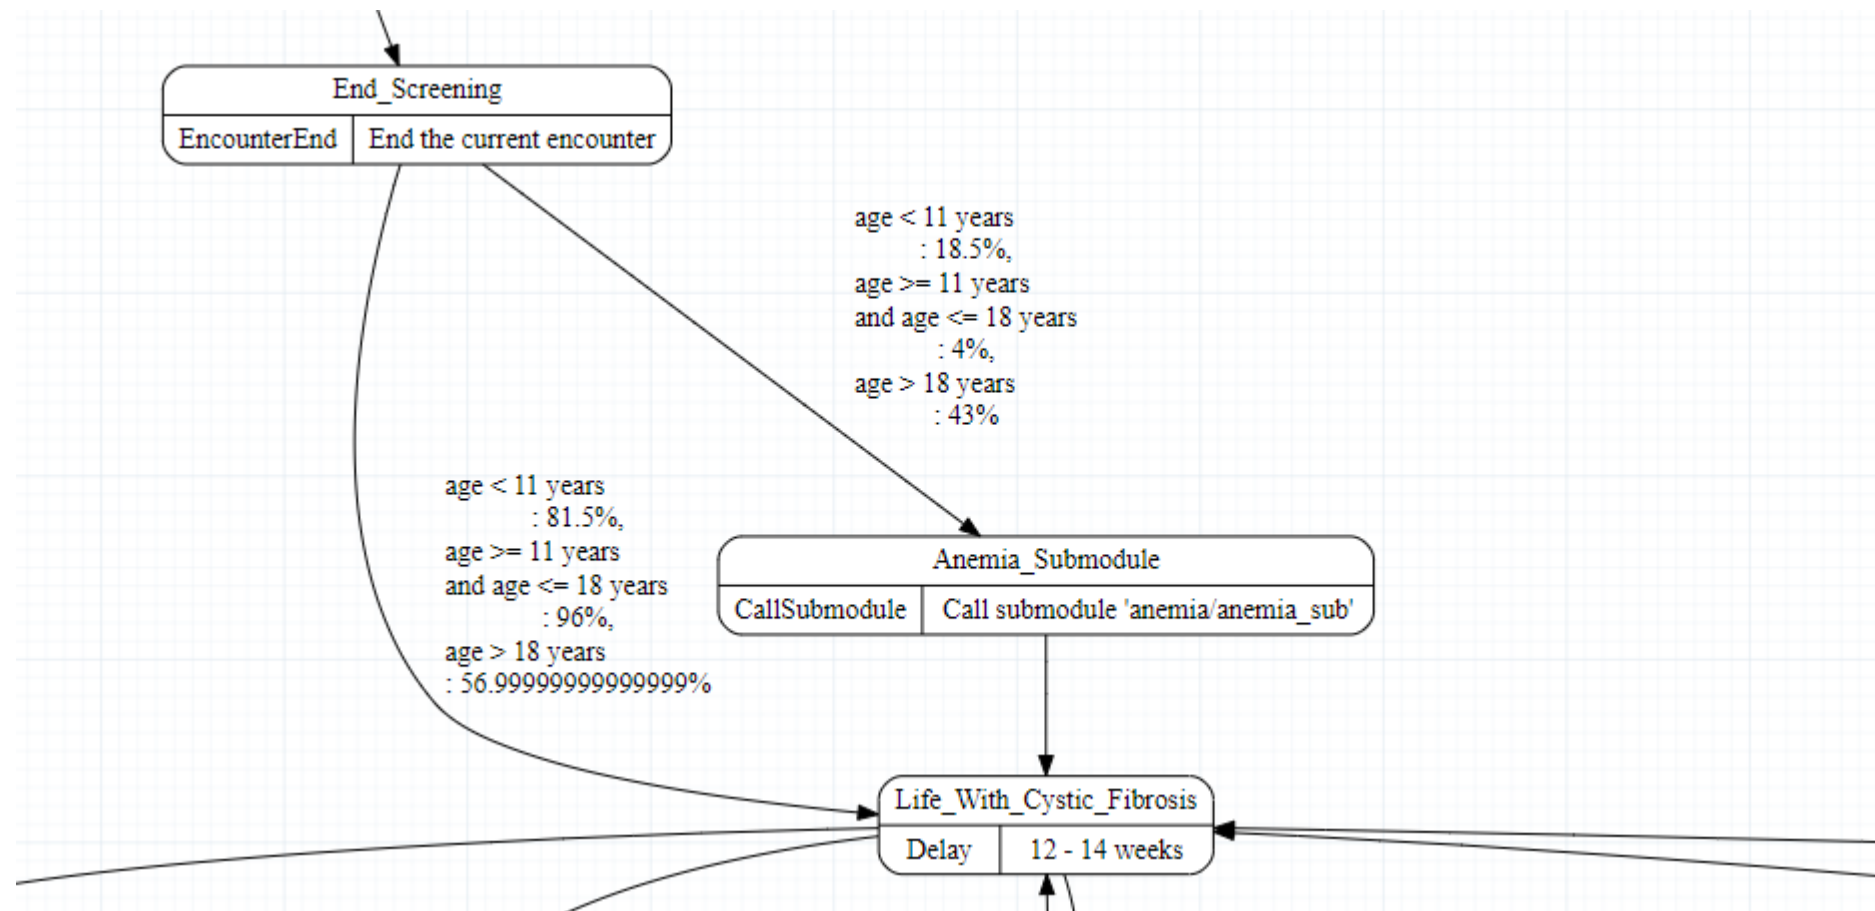 End_Screening
EncounterEnd
End the current encounter
age < 11 years
: 18.5%,
age >= 11 years
and age <= 18 years
: 4%,
age > 18 years
: 43%
age < 11 years
: 81.5%,
age >= 11 years
and age <= 18 years
: 96%,
age > 18 years
: 56.99999999999999%
Anemia_Submodule
CallSubmodule
Call submodule 'anemia/anemia_sub'
Life_With_Cystic_Fibrosis
Delay
12 - 14 weeks